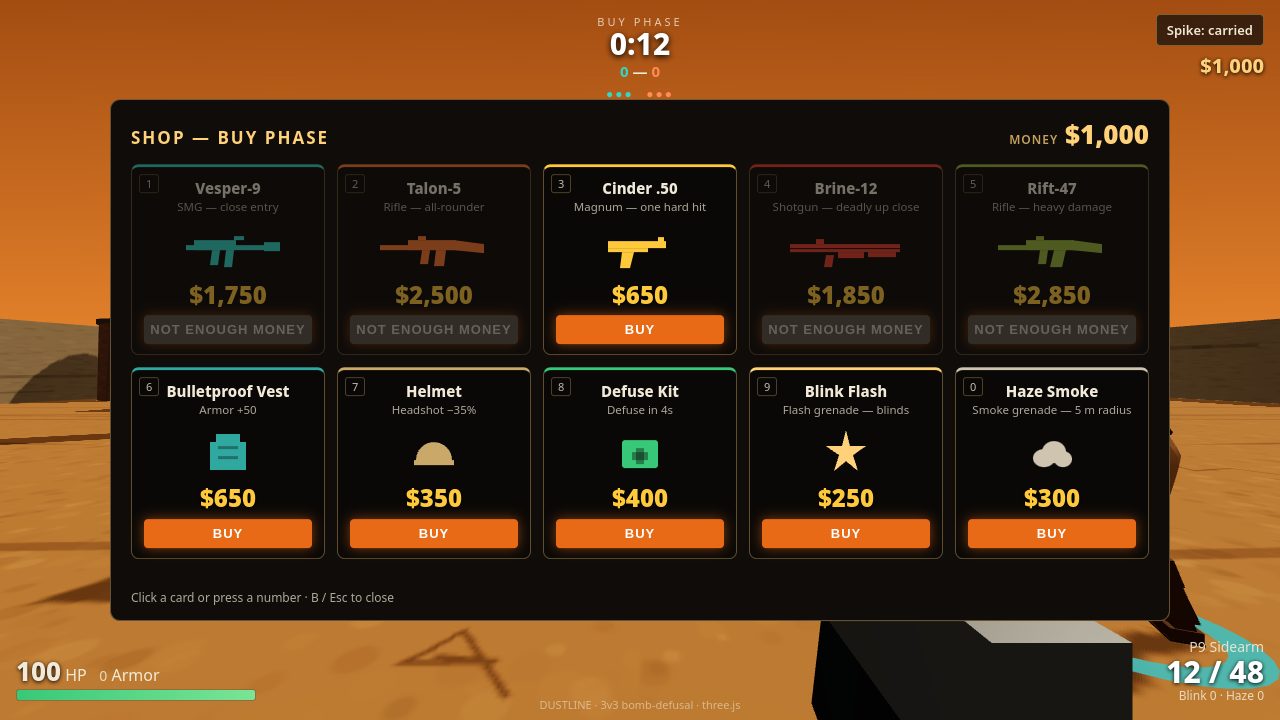 BUY PHASE
0:12
0 — 0
Spike: carried
$1,000
SHOP — BUY PHASE
MONEY $1,000
1 Vesper-9
SMG — close entry
$1,750
NOT ENOUGH MONEY
2 Talon-5
Rifle — all-rounder
$2,500
NOT ENOUGH MONEY
3 Cinder .50
Magnum — one hard hit
$650
BUY
4 Brine-12
Shotgun — deadly up close
$1,850
NOT ENOUGH MONEY
5 Rift-47
Rifle — heavy damage
$2,850
NOT ENOUGH MONEY
6 Bulletproof Vest
Armor +50
$650
BUY
7 Helmet
Headshot −35%
$350
BUY
8 Defuse Kit
Defuse in 4s
$400
BUY
9 Blink Flash
Flash grenade — blinds
$250
BUY
0 Haze Smoke
Smoke grenade — 5 m radius
$300
BUY
Click a card or press a number · B / Esc to close
100 HP 0 Armor
DUSTLINE · 3v3 bomb-defusal · three.js
P9 Sidearm
12 / 48
Blink 0 · Haze 0